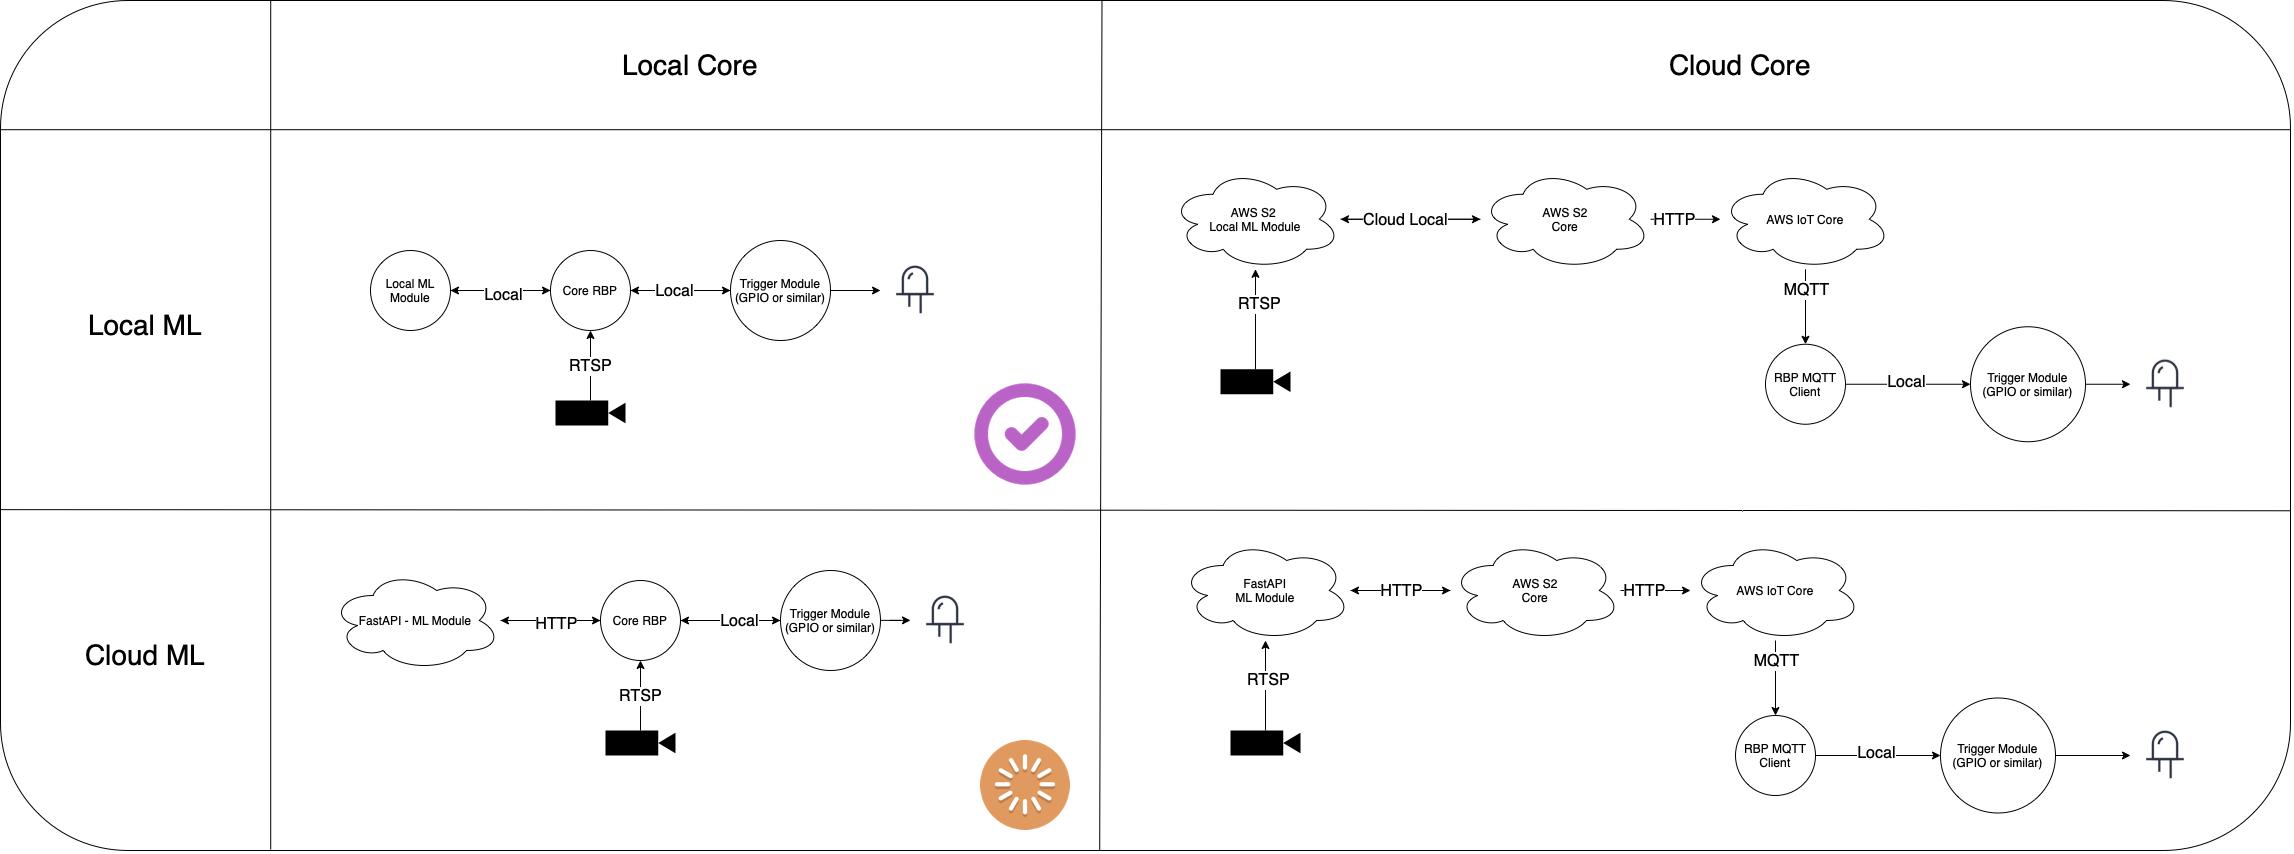 Local Core
Cloud Core
Local ML
Local ML
Module
Local
Core RBP
Local
Trigger Module
(GPIO or similar)
RTSP
AWS S2
Local ML Module
Cloud Local
AWS S2
Core
HTTP
AWS IoT Core
RTSP
MQTT
RBP MQTT
Client
Local
Trigger Module
(GPIO or similar)
Cloud ML
FastAPI - ML Module
HTTP
Core RBP
Local
Trigger Module
(GPIO or similar)
RTSP
FastAPI
ML Module
HTTP
AWS S2
Core
HTTP
AWS IoT Core
RTSP
MQTT
RBP MQTT
Client
Local
Trigger Module
(GPIO or similar)